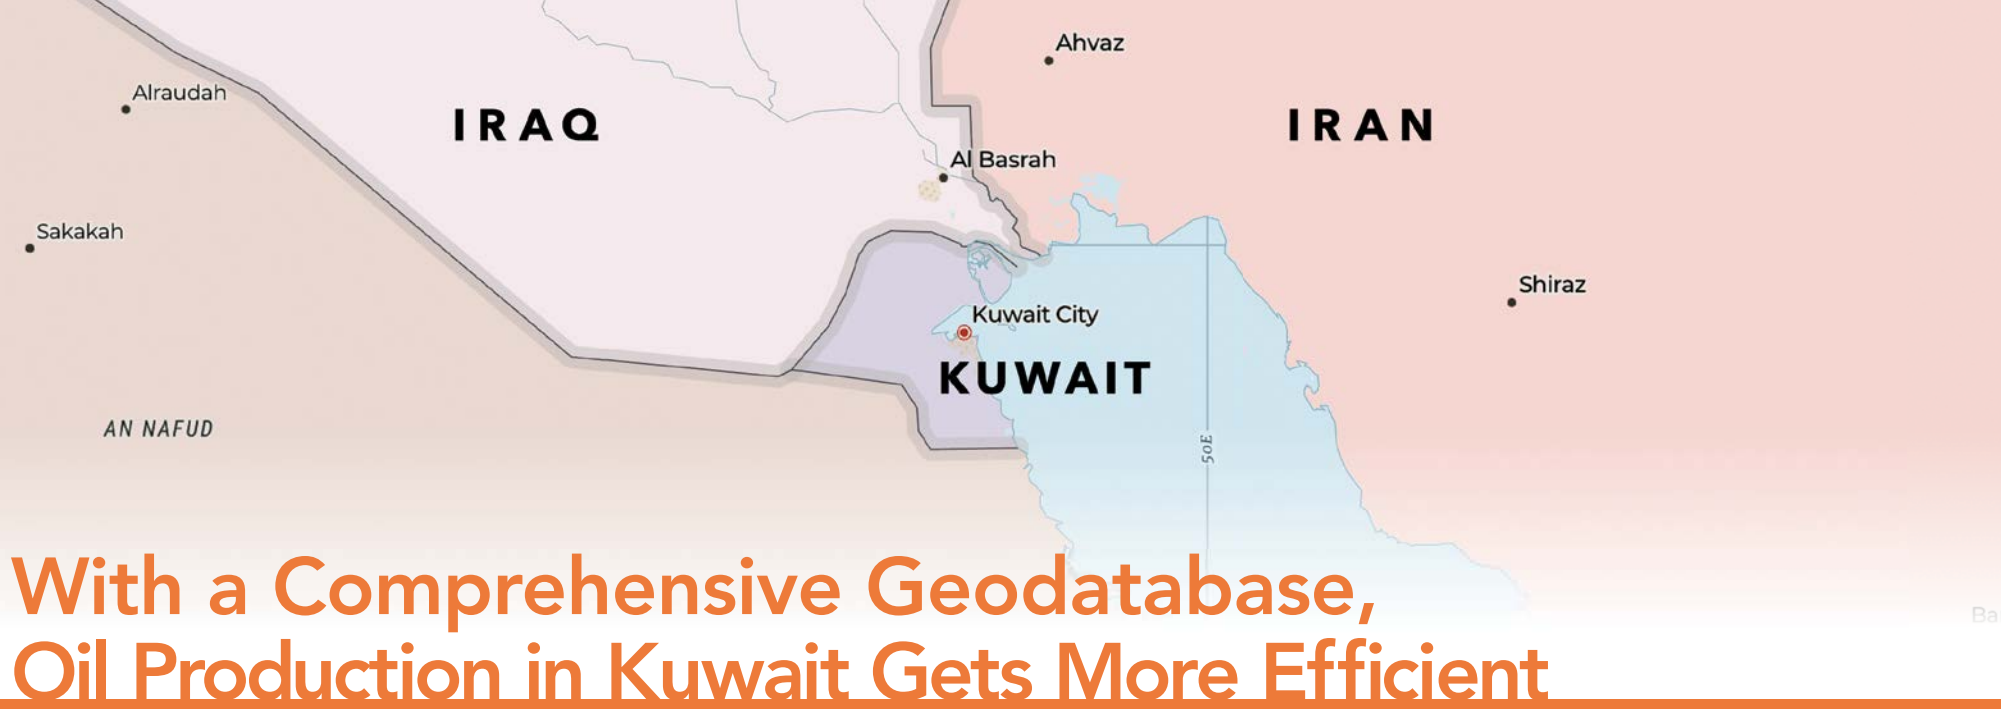 Ahvaz
Alraudah
IRAQ
IRAN
Al Basrah
Sakakah
Shiraz
Kuwait City
KUWAIT
AN NAFUD
50E
Ba
With a Comprehensive Geodatabase,
Oil Production in Kuwait Gets More Efficient